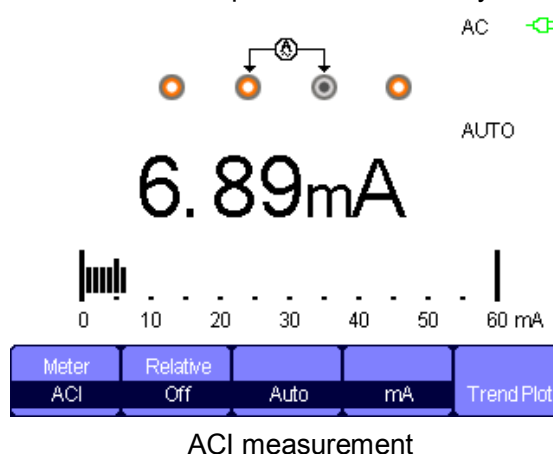 AC
A
AUTO
6.89mA
0 10 20 30 40 50 60 mA
Meter Relative
ACI Off Auto mA Trend Plot
ACI measurement